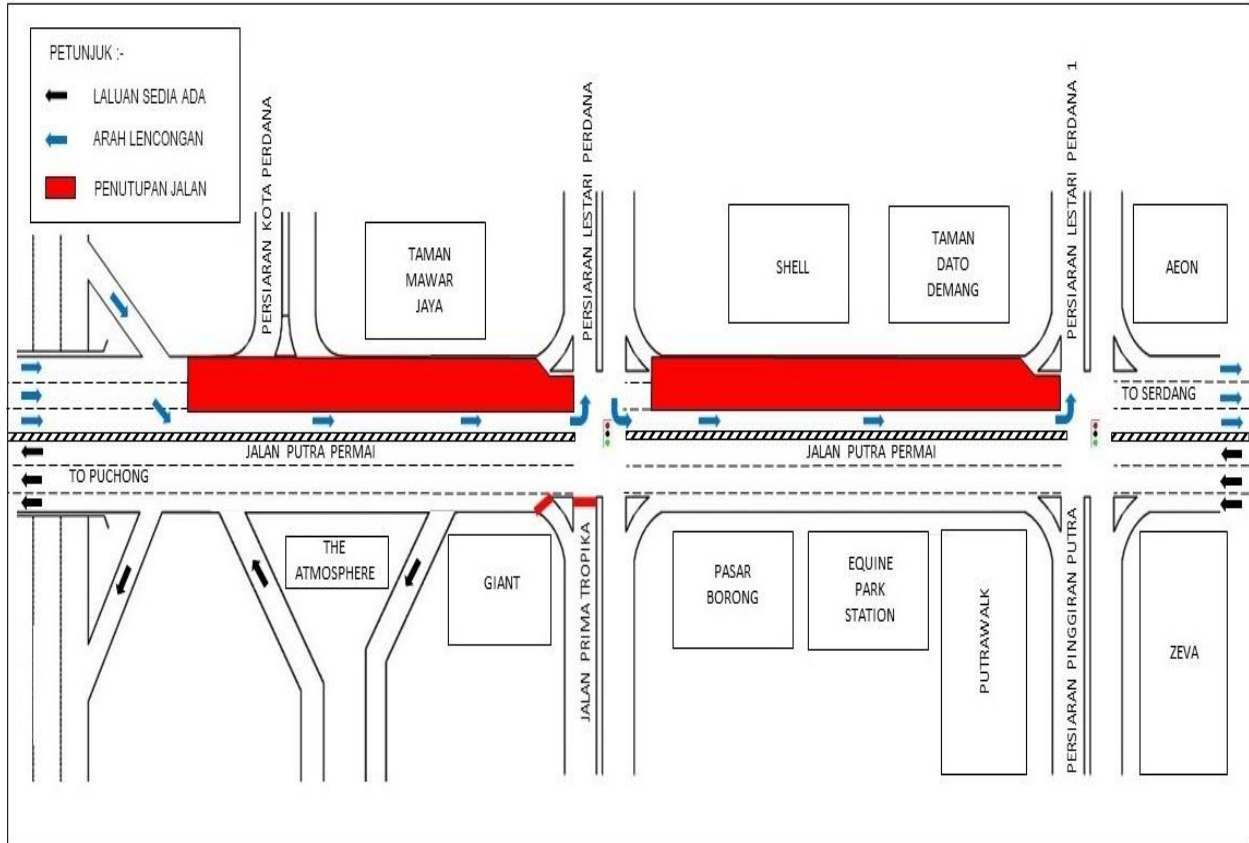 PETUNJUK :-
LALUAN SEDIA ADA
ARAH LENCONGAN
PENUTUPAN JALAN
PERSIARAN KOTA PERDANA
TAMAN
MAWAR
JAYA
PERSIARAN LESTARI PERDANA
SHELL
TAMAN
DATO
DEMANG
PERSIARAN LESTARI PERDANA 1
AEON
TO SERDANG
JALAN PUTRA PERMAI
JALAN PUTRA PERMAI
TO PUCHONG
THE
ATMOSPHERE
GIANT
JALAN PRIMA TROPIKA
PASAR
BORONG
EQUINE
PARK
STATION
PUTRAWALK
PERSIARAN PINGGIRAN PUTRA
ZEVA